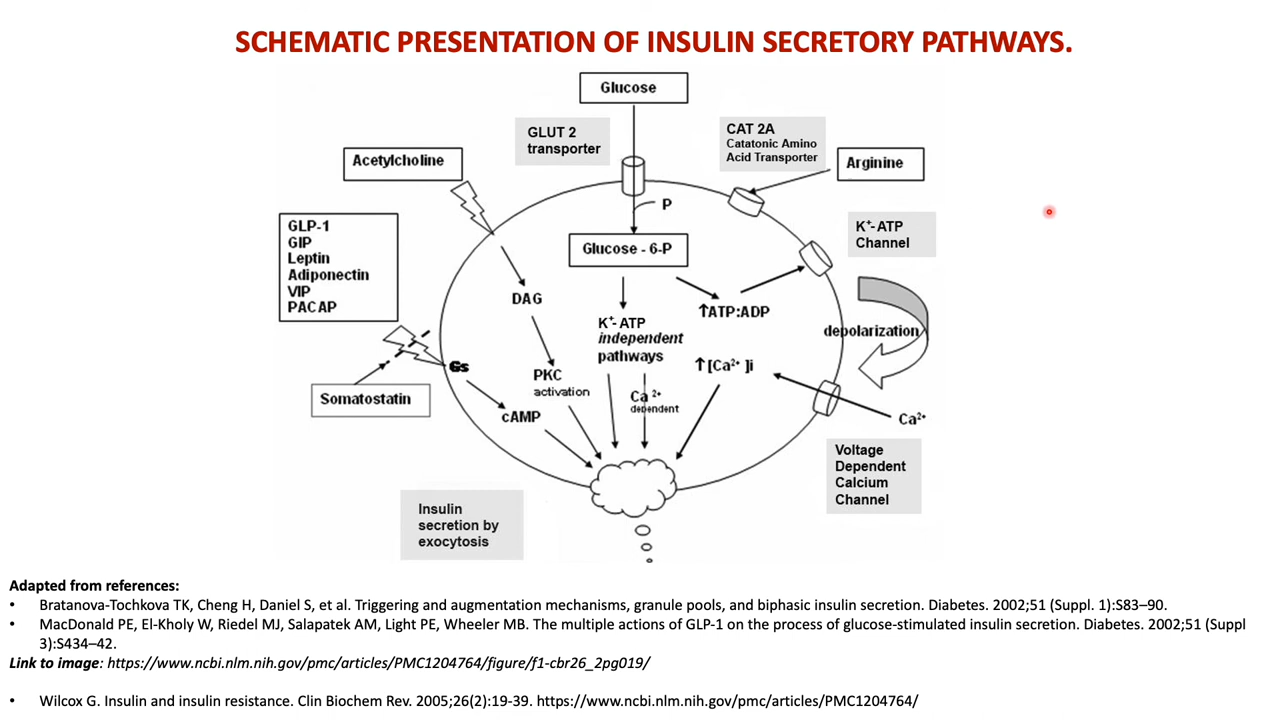 SCHEMATIC PRESENTATION OF INSULIN SECRETORY PATHWAYS.
Glucose
GLUT 2
transporter
CAT 2A
Catatonic Amino
Acid Transporter
Acetylcholine
Arginine
P
GLP-1
GIP
Leptin
Adiponectin
VIP
PACAP
K⁺-ATP
Channel
Glucose - 6-P
DAG
↑ATP:ADP
K⁺-ATP
independent
pathways
depolarization
Gs
↑[Ca²⁺ ]i
PKC
activation
Somatostatin
Ca ²⁺
dependent
cAMP
Ca²⁺
Voltage
Dependent
Calcium
Channel
Insulin
secretion by
exocytosis
Adapted from references:
• Bratanova-Tochkova TK, Cheng H, Daniel S, et al. Triggering and augmentation mechanisms, granule pools, and biphasic insulin secretion. Diabetes. 2002;51 (Suppl. 1):S83–90.
• MacDonald PE, El-Kholy W, Riedel MJ, Salapatek AM, Light PE, Wheeler MB. The multiple actions of GLP-1 on the process of glucose-stimulated insulin secretion. Diabetes. 2002;51 (Suppl
3):S434–42.
Link to image: https://www.ncbi.nlm.nih.gov/pmc/articles/PMC1204764/figure/f1-cbr26_2pg019/
• Wilcox G. Insulin and insulin resistance. Clin Biochem Rev. 2005;26(2):19-39. https://www.ncbi.nlm.nih.gov/pmc/articles/PMC1204764/